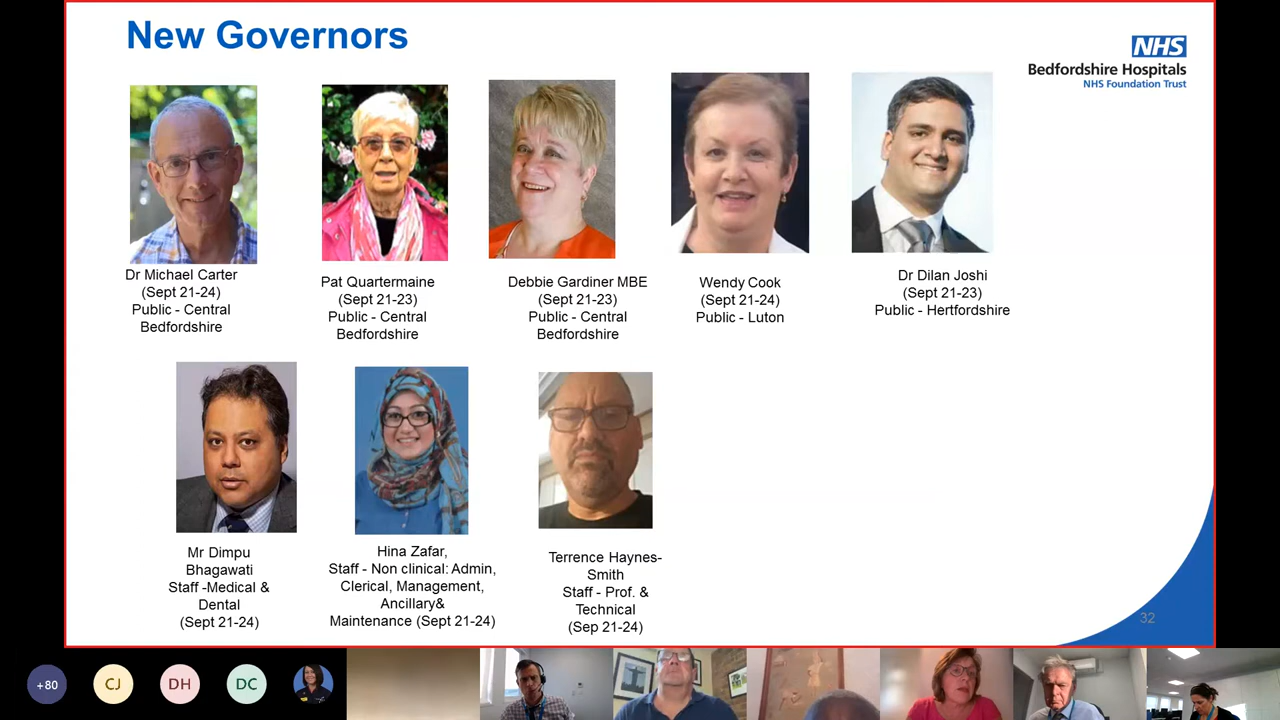 New Governors
NHS
Bedfordshire Hospitals
NHS Foundation Trust
Dr Michael Carter
(Sept 21-24)
Public - Central
Bedfordshire
Pat Quartermaine
(Sept 21-23)
Public - Central
Bedfordshire
Debbie Gardiner MBE
(Sept 21-23)
Public - Central
Bedfordshire
Wendy Cook
(Sept 21-24)
Public - Luton
Dr Dilan Joshi
(Sept 21-23)
Public - Hertfordshire
Mr Dimpu
Bhagawati
Staff -Medical &
Dental
(Sept 21-24)
Hina Zafar,
Staff - Non clinical: Admin,
Clerical, Management,
Ancillary&
Maintenance (Sept 21-24)
Terrence Haynes-
Smith
Staff - Prof. &
Technical
(Sep 21-24)
32
+80
CJ
DH
DC